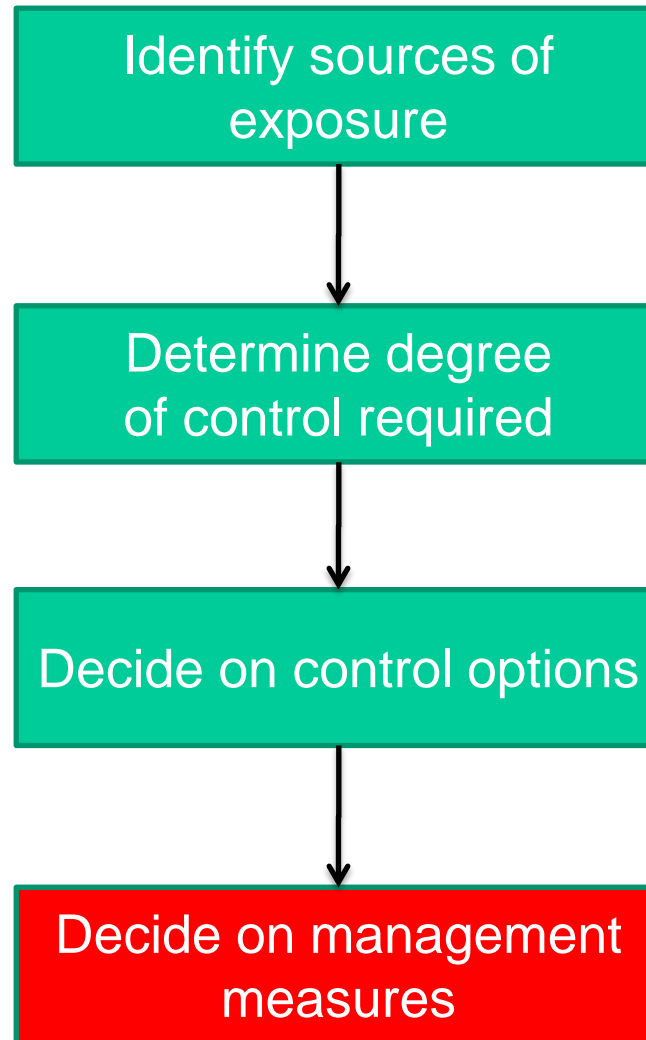 Identify sources of
exposure
Determine degree
of control required
Decide on control options
Decide on management
measures